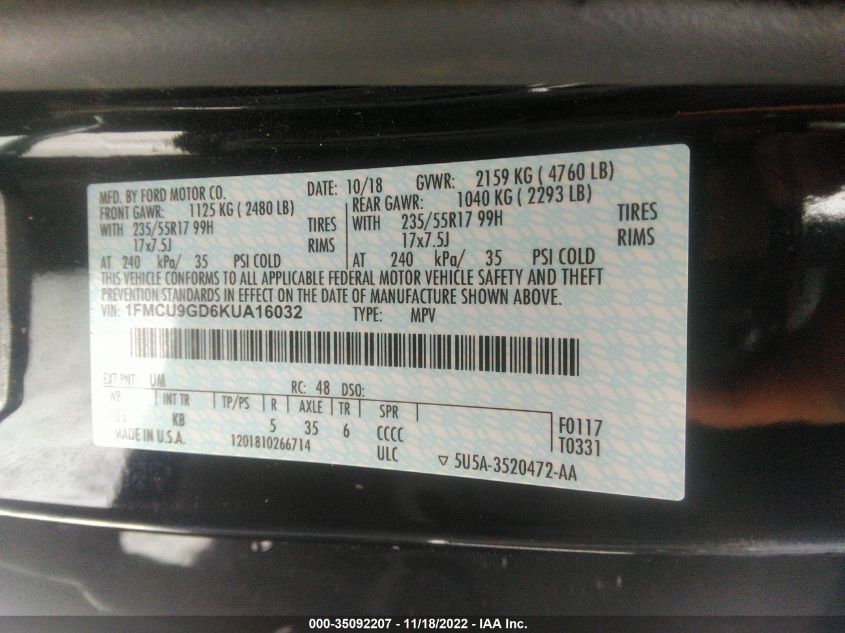 MFD. BY FORD MOTOR CO. DATE: 10/18 GVWR: 2159 KG ( 4760 LB)
FRONT GAWR: 1125 KG ( 2480 LB) REAR GAWR: 1040 KG ( 2293 LB)
WITH 235/55R17 99H TIRES WITH 235/55R17 99H TIRES
17x7.5J RIMS 17x7.5J RIMS
AT 240 kPa/ 35 PSI COLD AT 240 kPa/ 35 PSI COLD
THIS VEHICLE CONFORMS TO ALL APPLICABLE FEDERAL MOTOR VEHICLE SAFETY AND THEFT
PREVENTION STANDARDS IN EFFECT ON THE DATE OF MANUFACTURE SHOWN ABOVE.
VIN: 1FMCU9GD6KUA16032 TYPE: MPV
EXT PNT UM RC: 48 DSO:
WB INT TR TP/PS R AXLE TR SPR
KB 5 35 6 CCCC F0117
MADE IN U.S.A. 1201810266714 ULC T0331
▽ 5U5A-3520472-AA
000-35092207 - 11/18/2022 - IAA Inc.